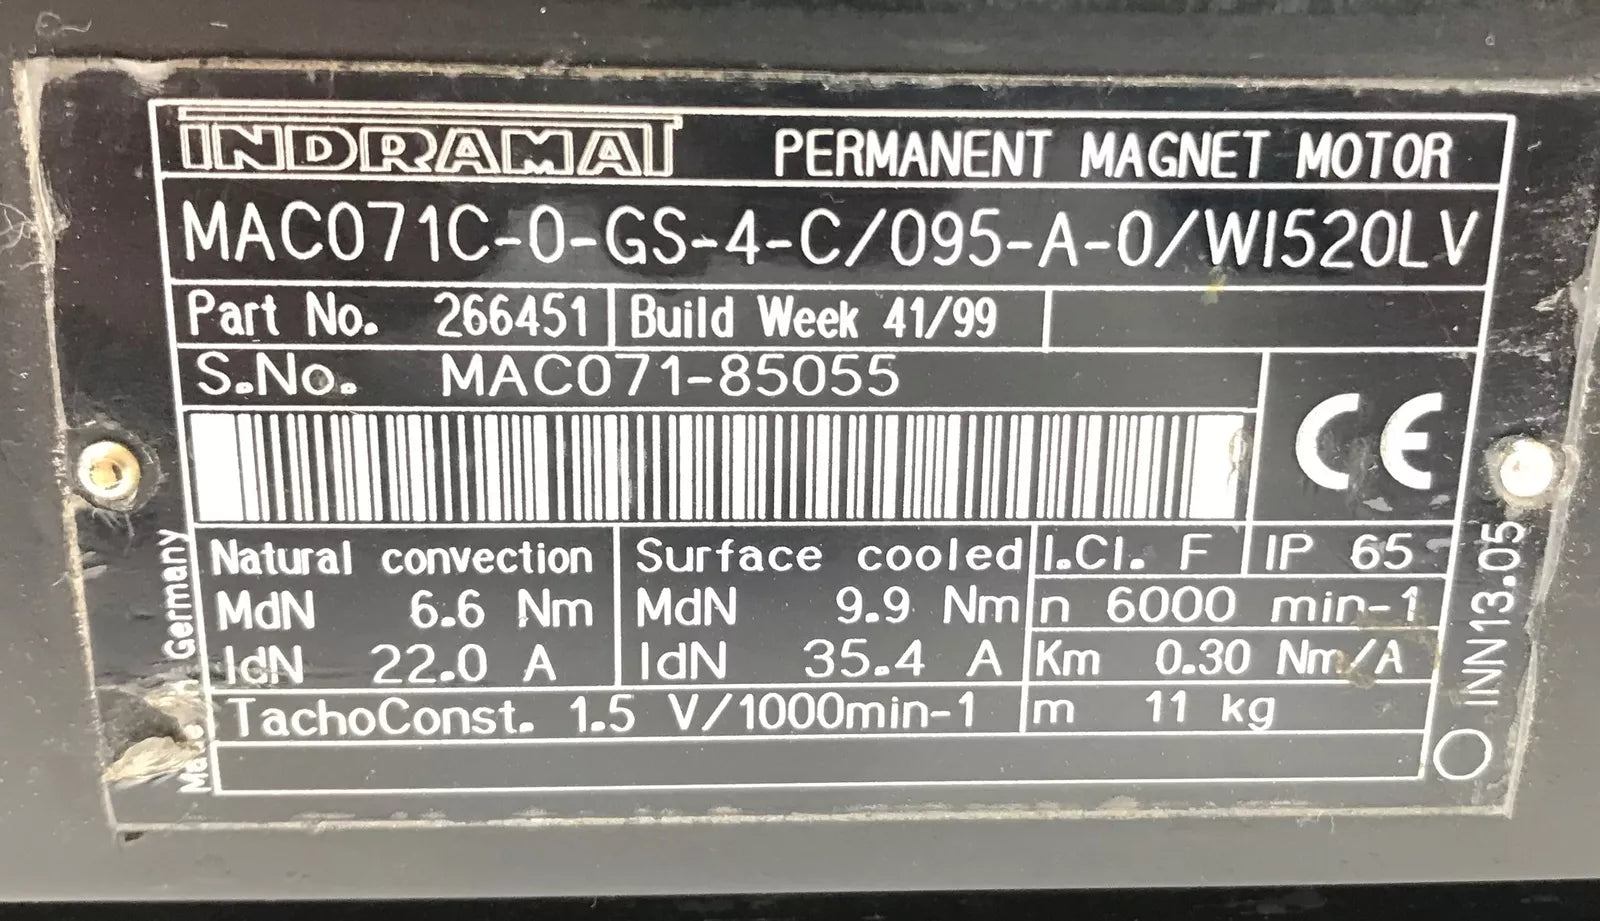 INDRAMAT PERMANENT MAGNET MOTOR
MAC071C-0-GS-4-C/095-A-0/WI520LV
Part No. 266451 Build Week 41/99
S.No. MAC071-85055
CE
Natural convection Surface cooled I.Cl. F IP 65
MdN 6.6 Nm MdN 9.9 Nm n 6000 min-1
IdN 22.0 A IdN 35.4 A Km 0.30 Nm/A
TachoConst. 1.5 V/1000min-1 m 11 kg
Germany
INN13.05